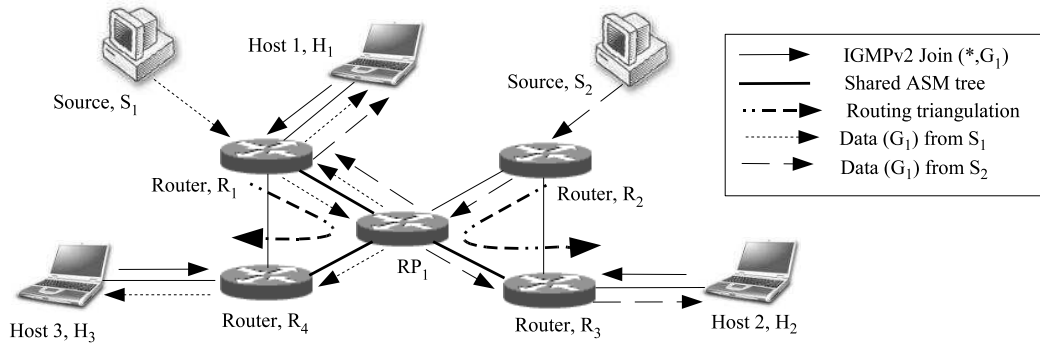 Host 1, H1
Source, S1
Source, S2
Router, R1
Router, R2
RP1
Host 3, H3
Router, R4
Router, R3
Host 2, H2
IGMPv2 Join (*,G1)
Shared ASM tree
Routing triangulation
Data (G1) from S1
Data (G1) from S2